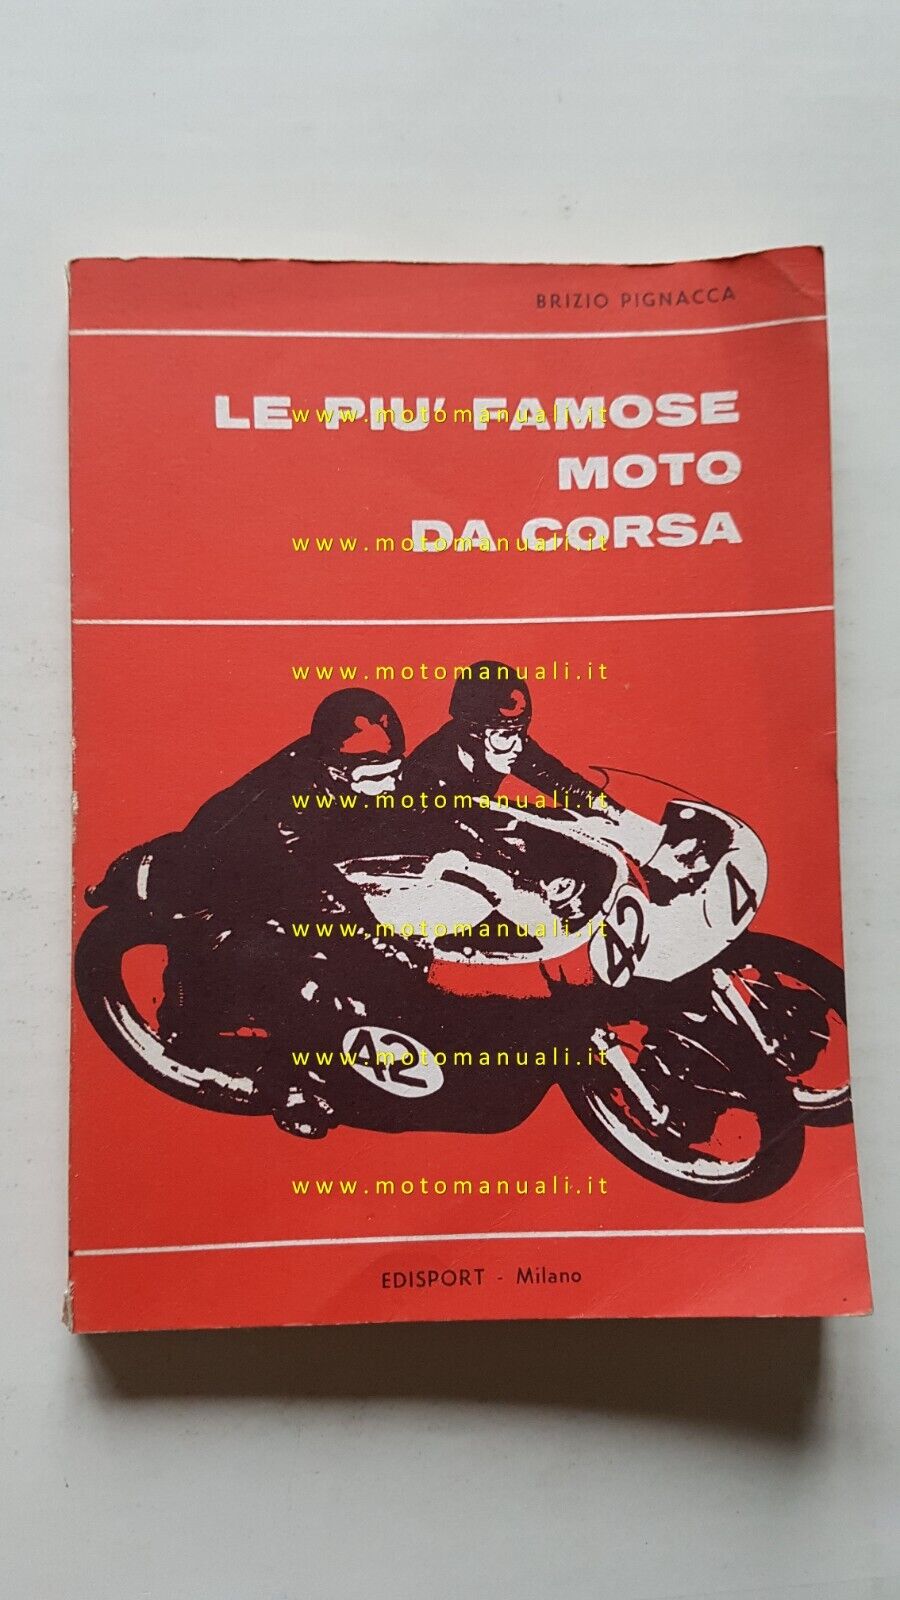 BRIZIO PIGNACCA
LE PIU' FAMOSE
www.motomanuali.it
MOTO
DA CORSA
www.motomanuali.it
www.motomanuali.it
www.motomanuali.it
4
42
www.motomanuali.it
42
www.motomanuali.it
www.motomanuali.it
EDISPORT - Milano